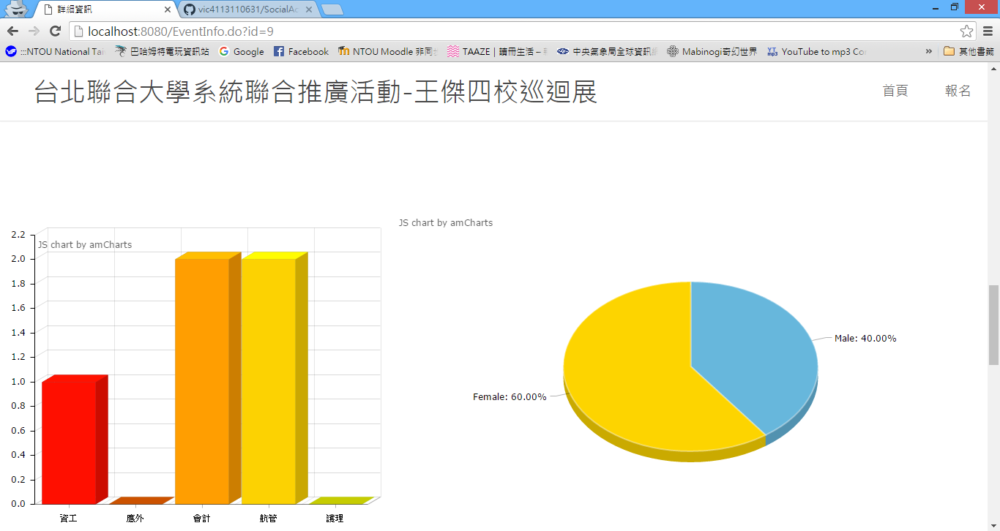 詳細資訊
vic4113110631/SocialAc
localhost:8080/EventInfo.do?id=9
:::NTOU National Tai
巴哈姆特電玩資訊站
Google
Facebook
NTOU Moodle 非同步
TAAZE | 讀冊生活 –
中央氣象局全球資訊網
Mabinogi奇幻世界
YouTube to mp3 Co
»
其他書籤
台北聯合大學系統聯合推廣活動-王傑四校巡迴展
首頁
報名
JS chart by amCharts
2.2
2.0
1.8
1.6
1.4
1.2
1.0
0.8
0.6
0.4
0.2
0.0
JS chart by amCharts
資工
應外
會計
航管
護理
Male: 40.00%
Female: 60.00%